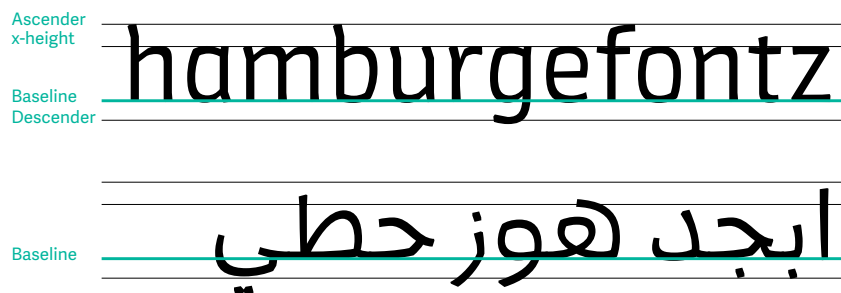 Ascender
x-height
hamburgefontz
Baseline
Descender
ابجد هوز حطي
Baseline